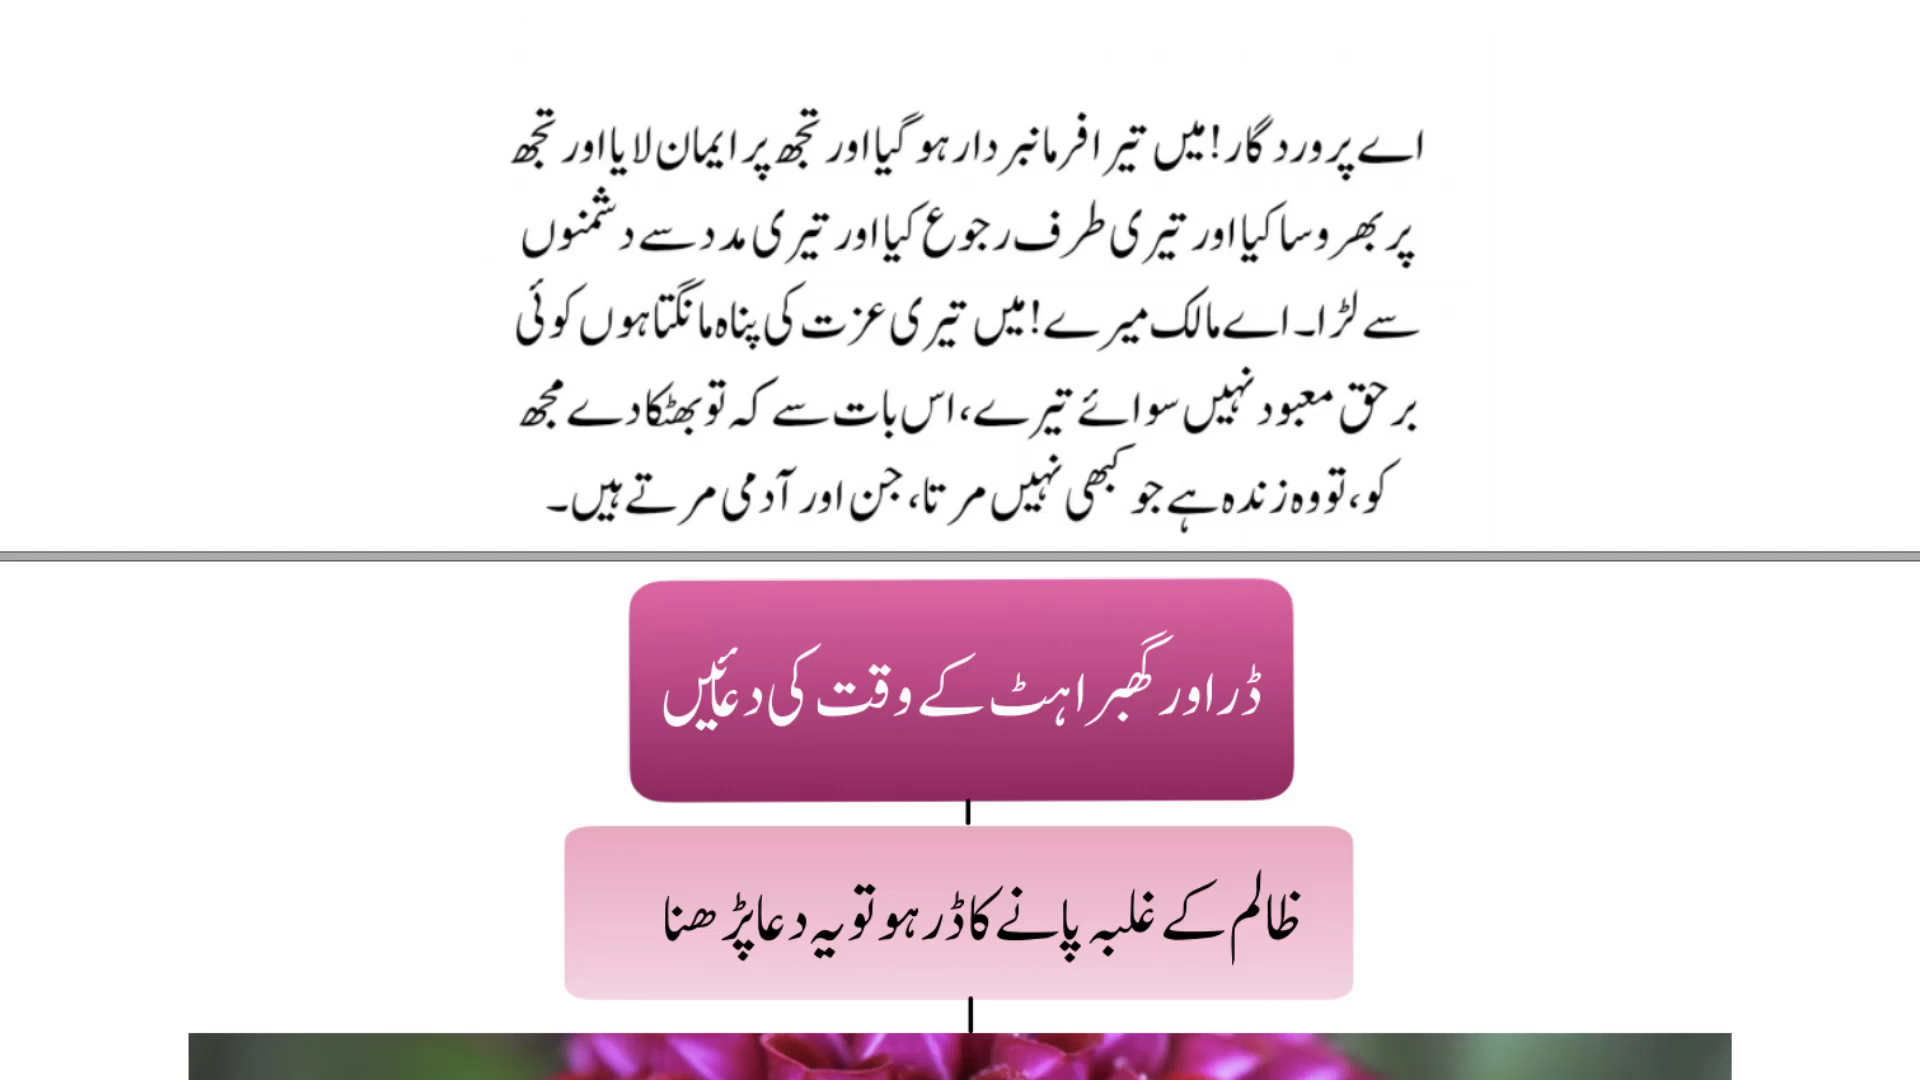 اے پروردگار! میں تیرا فرمانبردار ہو گیا اور تجھ پر ایمان لایا اور تجھ
پر بھروسا کیا اور تیری طرف رجوع کیا اور تیری مدد سے دشمنوں
سے لڑا۔ اے مالک میرے! میں تیری عزت کی پناہ مانگتا ہوں کوئی
برحق معبود نہیں سوائے تیرے، اس بات سے کہ تو بھٹکا دے مجھ
کو، تو وہ زندہ ہے جو کبھی نہیں مرتا، جن اور آدمی مرتے ہیں۔
ڈر اور گھبراہٹ کے وقت کی دعائیں
ظالم کے غلبہ پانے کا ڈر ہو تو یہ دعا پڑھنا